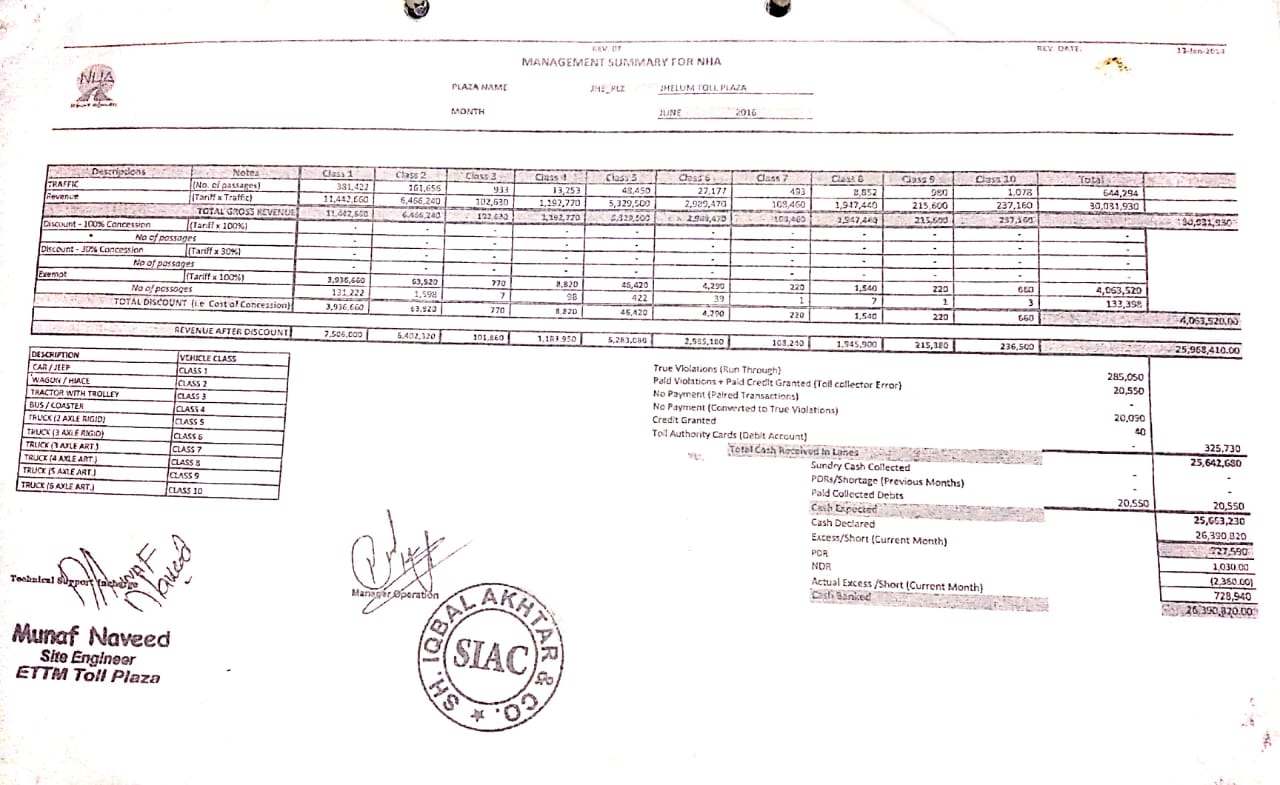 REV. 07 REV. DATE: 13-Jan-2014
NHA
MANAGEMENT SUMMARY FOR NHA
PLAZA NAME JHE_PLZ JHELUM TOLL PLAZA
MONTH JUNE 2016
Descriptions Notes Class 1 Class 2 Class 3 Class 4 Class 5 Class 6 Class 7 Class 8 Class 9 Class 10 Total
TRAFFIC (No. of passages) 381,422 161,656 933 13,253 48,450 27,177 493 8,852 980 1,078 644,294
Revenue (Tariff x Traffic) 11,442,660 6,466,240 102,630 1,192,770 5,329,500 2,989,470 108,460 1,947,440 215,600 237,160 30,031,930
TOTAL GROSS REVENUE 11,442,660 6,466,240 102,630 1,192,770 5,329,500 2,989,470 108,460 1,947,440 215,600 237,160 30,031,930
Discount - 100% Concession (Tariff x 100%) - - - - - - - - - - -
No of passages - - - - - - - - - - -
Discount - 30% Concession (Tariff x 30%) - - - - - - - - - - -
No of passages - - - - - - - - - - -
Exempt (Tariff x 100%) 3,936,660 63,920 770 8,820 46,420 4,290 220 1,540 220 660 4,063,520
No of passages 131,222 1,598 7 98 422 39 1 7 1 3 133,398
TOTAL DISCOUNT (i.e Cost of Concession) 3,936,660 63,920 770 8,820 46,420 4,290 220 1,540 220 660 4,063,520.00
REVENUE AFTER DISCOUNT 7,506,000 6,402,320 101,860 1,183,950 5,283,080 2,985,180 108,240 1,945,900 215,380 236,500 25,968,410.00
DESCRIPTION VEHICLE CLASS
CAR / JEEP CLASS 1
WAGON / HIACE CLASS 2
TRACTOR WITH TROLLEY CLASS 3
BUS / COASTER CLASS 4
TRUCK (2 AXLE RIGID) CLASS 5
TRUCK (3 AXLE RIGID) CLASS 6
TRUCK (3 AXLE ART.) CLASS 7
TRUCK (4 AXLE ART.) CLASS 8
TRUCK (5 AXLE ART.) CLASS 9
TRUCK (6 AXLE ART.) CLASS 10
True Violations (Run Through) 285,050
Paid Violations + Paid Credit Granted (Toll collector Error) 20,550
No Payment (Paired Transactions) -
No Payment (Converted to True Violations) 20,090
Credit Granted 40
Toll Authority Cards (Debit Account) - 325,730
Total Cash Received In Lanes 25,642,680
Sundry Cash Collected - -
PDRs/Shortage (Previous Months) - -
Paid Collected Debts 20,550 20,550
Cash Expected 25,663,230
Cash Declared 26,390,820
Excess/Short (Current Month) 727,590
PDR 1,030.00
NDR (2,380.00)
Actual Excess /Short (Current Month) 728,940
Cash Banked 26,390,820.00
Munaf
Naveed
Technical Support Incharge
Manager Operation
Munaf Naveed
Site Engineer
ETTM Toll Plaza
SH. IQBAL AKHTAR & CO.
SIAC